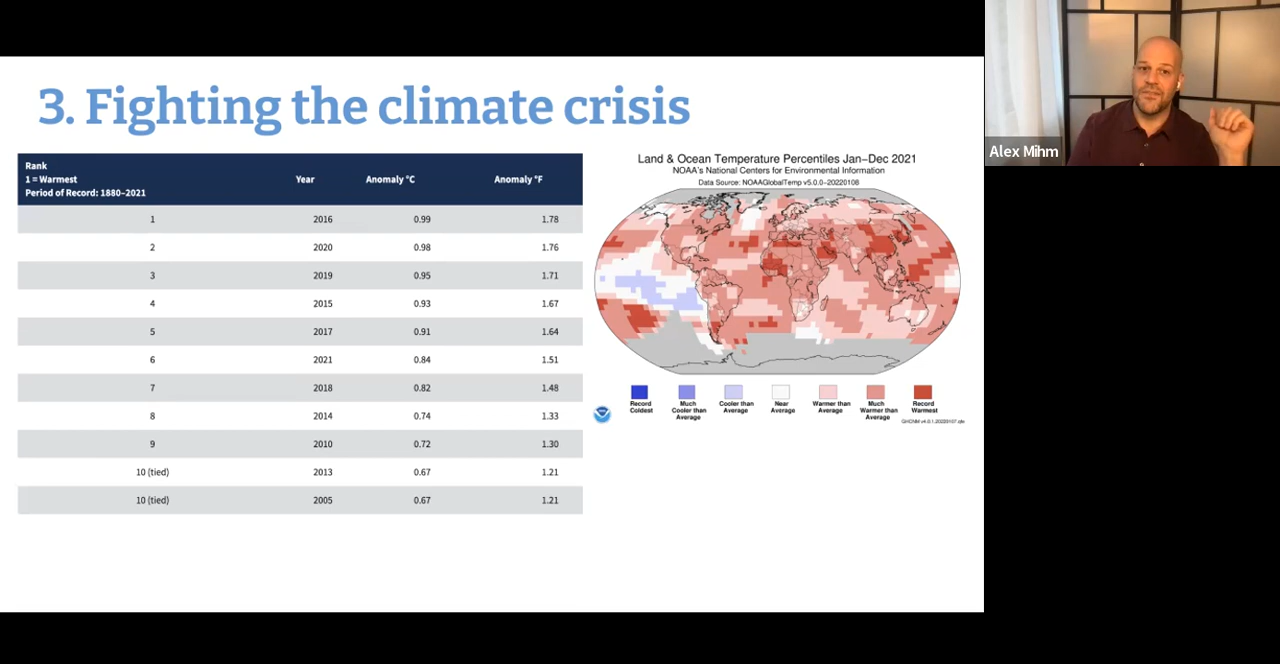 3. Fighting the climate crisis
Rank
1 = Warmest
Period of Record: 1880–2021
Year
Anomaly °C
Anomaly °F
1 2016 0.99 1.78
2 2020 0.98 1.76
3 2019 0.95 1.71
4 2015 0.93 1.67
5 2017 0.91 1.64
6 2021 0.84 1.51
7 2018 0.82 1.48
8 2014 0.74 1.33
9 2010 0.72 1.30
10 (tied) 2013 0.67 1.21
10 (tied) 2005 0.67 1.21
Land & Ocean Temperature Percentiles Jan–Dec 2021
NOAA's National Centers for Environmental Information
Data Source: NOAAGlobalTemp v5.0.0–20220108
Record
Coldest
Much
Cooler than
Average
Cooler than
Average
Near
Average
Warmer than
Average
Much
Warmer than
Average
Record
Warmest
Alex Mihm